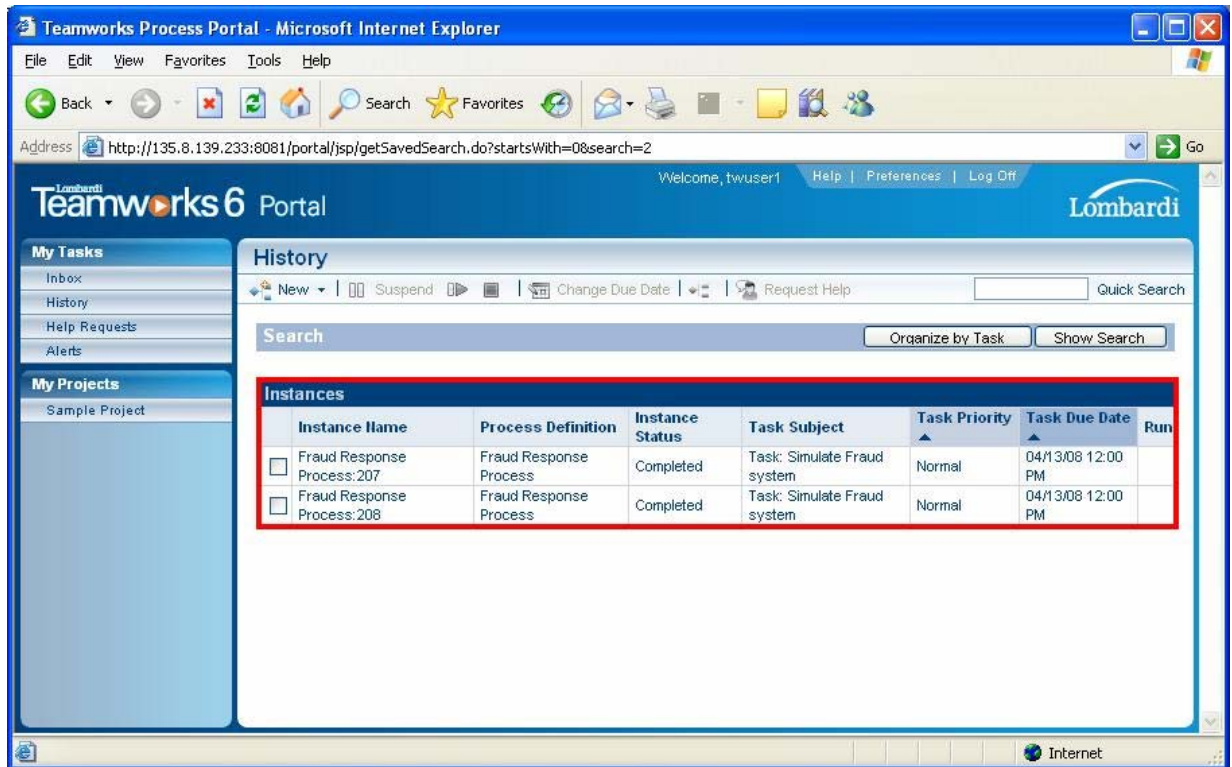 Teamworks Process Portal - Microsoft Internet Explorer
File Edit View Favorites Tools Help
Back Search Favorites
Address http://135.8.139.233:8081/portal/jsp/getSavedSearch.do?startsWith=0&search=2 Go
Welcome, twuser1 Help | Preferences | Log Off
Lombardi
Teamworks 6 Portal
Lombardi
My Tasks
Inbox
History
Help Requests
Alerts
My Projects
Sample Project
History
New Suspend Change Due Date Request Help Quick Search
Search Organize by Task Show Search
Instances
Instance Name Process Definition Instance Status Task Subject Task Priority Task Due Date Run
Fraud Response Process:207 Fraud Response Process Completed Task: Simulate Fraud system Normal 04/13/08 12:00 PM
Fraud Response Process:208 Fraud Response Process Completed Task: Simulate Fraud system Normal 04/13/08 12:00 PM
Internet